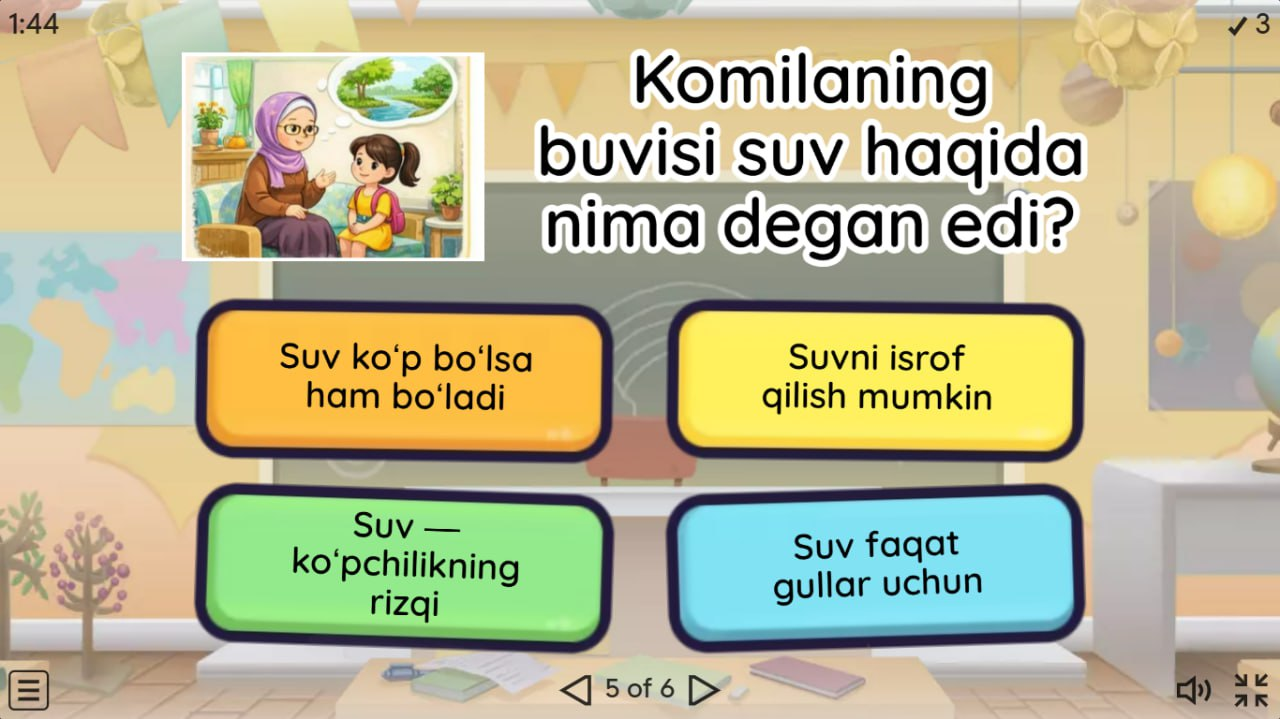 1:44
✓ 3
Komilaning
buvisi suv haqida
nima degan edi?
Suv ko‘p bo‘lsa
ham bo‘ladi
Suvni isrof
qilish mumkin
Suv —
ko‘pchilikning
rizqi
Suv faqat
gullar uchun
5 of 6